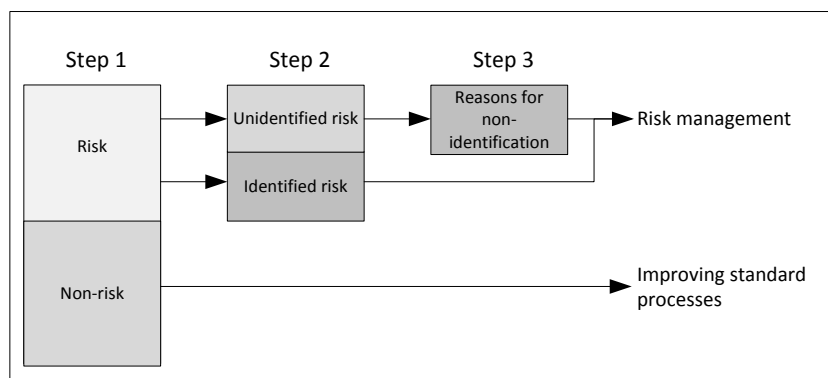 Step 1
Step 2
Step 3
Risk
Unidentified risk
Reasons for
non-
identification
Risk management
Identified risk
Non-risk
Improving standard
processes